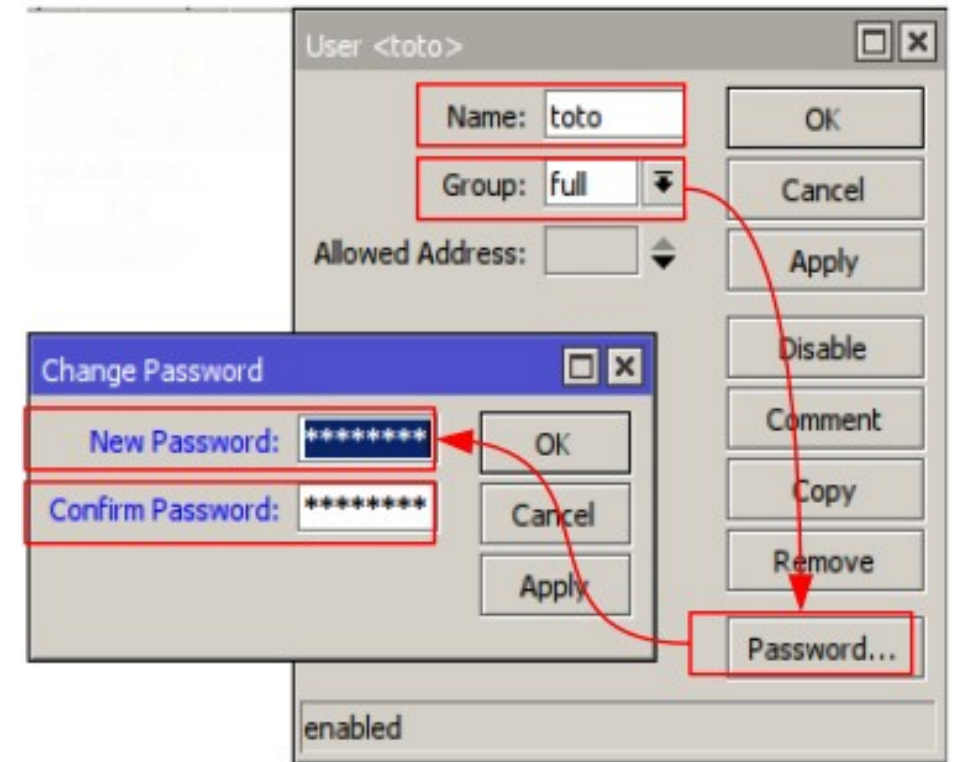 User <toto>
Name: toto
OK
Group: full
Cancel
Allowed Address:
Apply
Disable
Comment
Copy
Remove
Password...
enabled
Change Password
New Password: ********
OK
Confirm Password: ********
Cancel
Apply